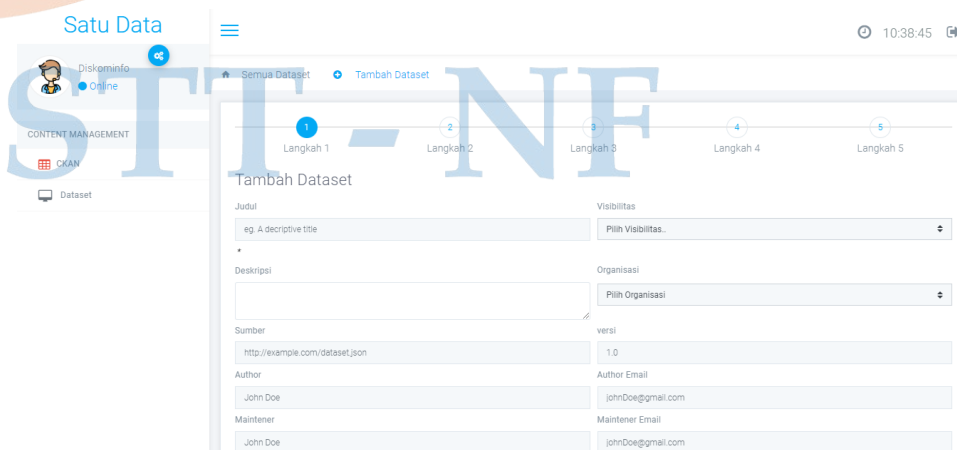 Satu Data
10:38:45
Diskominfo
Online
Semua Dataset Tambah Dataset
STT - NF
CONTENT MANAGEMENT
CKAN
Dataset
1 2 3 4 5
Langkah 1 Langkah 2 Langkah 3 Langkah 4 Langkah 5
Tambah Dataset
Judul Visibilitas
eg. A decriptive title Pilih Visibilitas..
*
Deskripsi Organisasi
Pilih Organisasi
Sumber versi
http://example.com/dataset.json 1.0
Author Author Email
John Doe johnDoe@gmail.com
Maintener Maintener Email
John Doe johnDoe@gmail.com